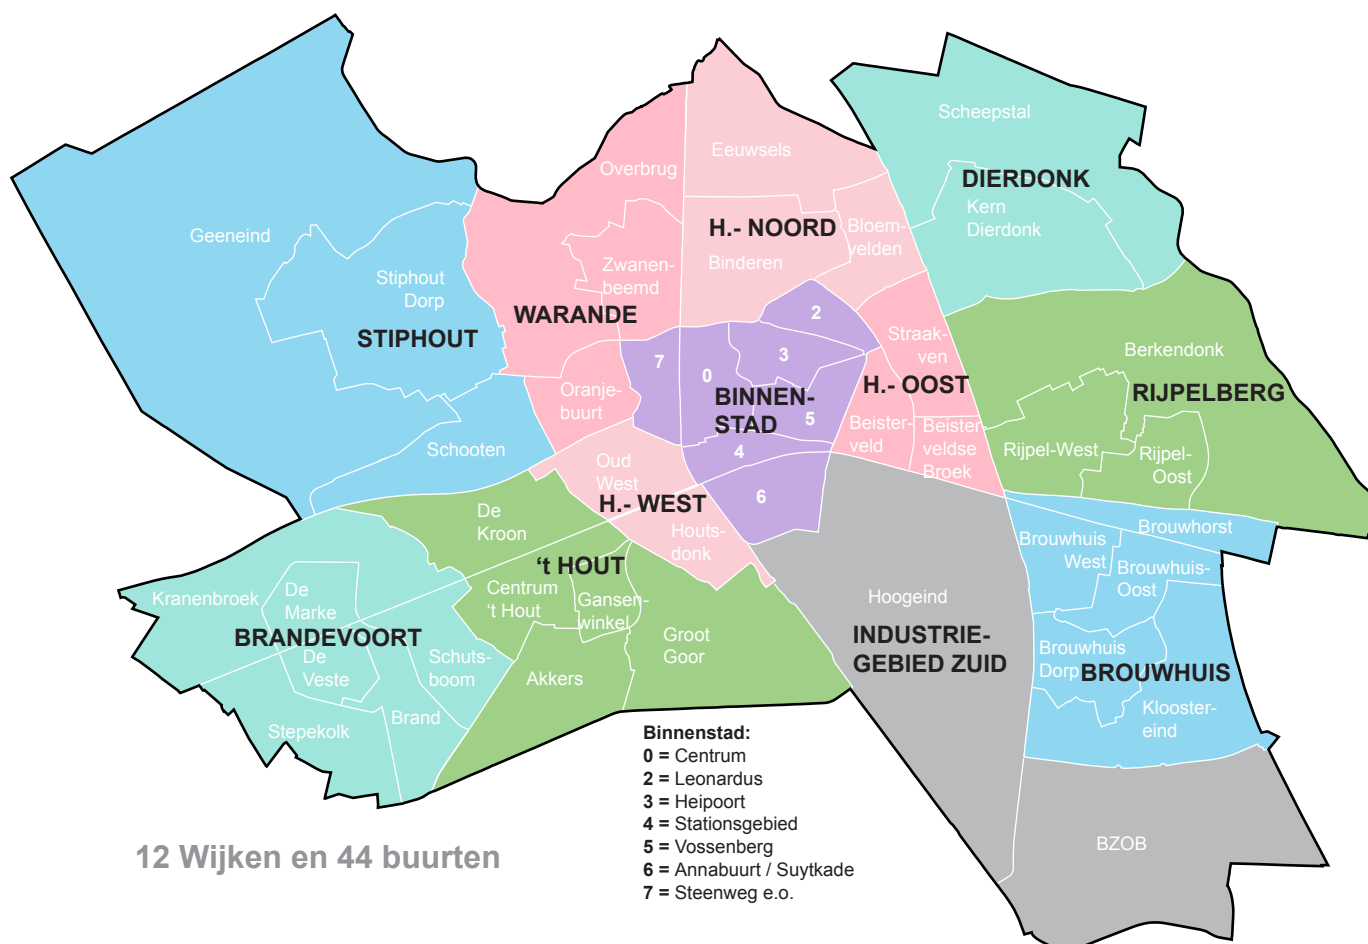 Scheepstal
DIERDONK
Kern
Dierdonk
Eeuwsels
Overbrug
H.- NOORD
Bloem-
velden
Binderen
Geeneind
Stiphout
Dorp
STIPHOUT
Zwanen-
beemd
WARANDE
Oranje-
buurt
Schooten
2
7
3
0
BINNEN-
STAD
5
4
6
Straak-
ven
H.- OOST
Beister-
veld
Beister-
veldse
Broek
Berkendonk
RIJPELBERG
Rijpel-West
Rijpel-
Oost
Oud
West
H.- WEST
Houts-
donk
De
Kroon
‘t HOUT
Centrum
‘t Hout
Gansen-
winkel
Groot
Goor
Akkers
Kranenbroek
De
Marke
BRANDEVOORT
De
Veste
Schuts-
boom
Brand
Stepekolk
Hoogeind
INDUSTRIE-
GEBIED ZUID
Brouwhorst
Brouwhuis
West
Brouwhuis-
Oost
Brouwhuis
Dorp
BROUWHUIS
Klooster-
eind
BZOB
Binnenstad:
0 = Centrum
2 = Leonardus
3 = Heipoort
4 = Stationsgebied
5 = Vossenberg
6 = Annabuurt / Suytkade
7 = Steenweg e.o.
12 Wijken en 44 buurten